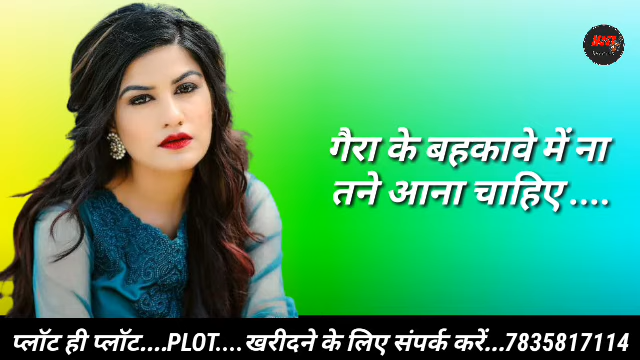 गैरा के बहकावे में ना
तने आना चाहिए....
प्लॉट ही प्लॉट....PLOT....खरीदने के लिए संपर्क करें...7835817114